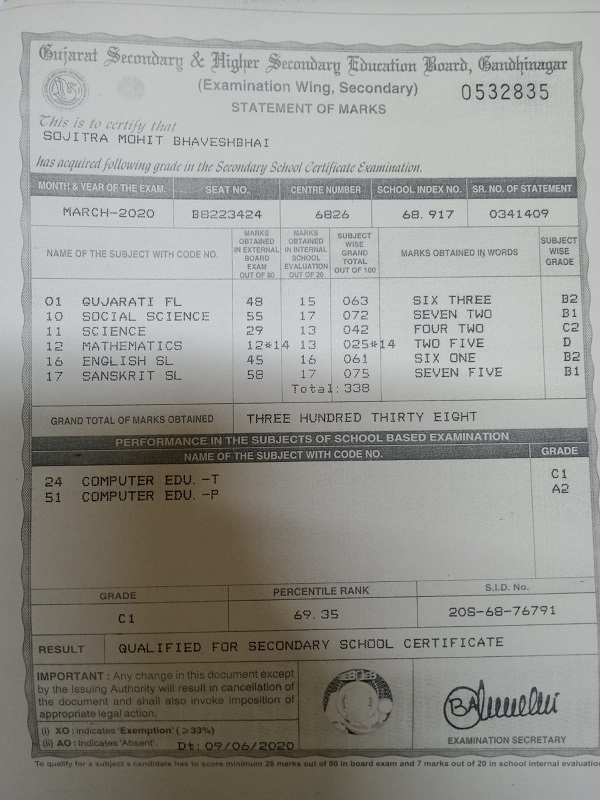 Gujarat Secondary & Higher Secondary Education Board, Gandhinagar
(Examination Wing, Secondary)
0532835
STATEMENT OF MARKS
This is to certify that
SOJITRA MOHIT BHAVESHBHAI
has acquired following grade in the Secondary School Certificate Examination.
MONTH & YEAR OF THE EXAM. SEAT NO. CENTRE NUMBER SCHOOL INDEX NO. SR. NO. OF STATEMENT
MARCH-2020 B8223424 6826 68.917 0341409
NAME OF THE SUBJECT WITH CODE NO. MARKS OBTAINED IN EXTERNAL BOARD EXAM OUT OF 80 MARKS OBTAINED IN INTERNAL SCHOOL EVALUATION OUT OF 20 SUBJECT WISE GRAND TOTAL OUT OF 100 MARKS OBTAINED IN WORDS SUBJECT WISE GRADE
01 GUJARATI FL 48 15 063 SIX THREE B2
10 SOCIAL SCIENCE 55 17 072 SEVEN TWO B1
11 SCIENCE 29 13 042 FOUR TWO C2
12 MATHEMATICS 12*14 13 025*14 TWO FIVE D
16 ENGLISH SL 45 16 061 SIX ONE B2
17 SANSKRIT SL 58 17 075 SEVEN FIVE B1
Total: 338
GRAND TOTAL OF MARKS OBTAINED THREE HUNDRED THIRTY EIGHT
PERFORMANCE IN THE SUBJECTS OF SCHOOL BASED EXAMINATION
NAME OF THE SUBJECT WITH CODE NO. GRADE
24 COMPUTER EDU. -T C1
51 COMPUTER EDU. -P A2
GRADE PERCENTILE RANK S.I.D. No.
C1 69.35 20S-68-76791
RESULT QUALIFIED FOR SECONDARY SCHOOL CERTIFICATE
IMPORTANT : Any change in this document except
by the Issuing Authority will result in cancellation of
the document and shall also invoke imposition of
appropriate legal action.
(i) XO : indicates 'Exemption' (⩾33%)
(ii) AO : Indicates 'Absent'.
Dt: 09/06/2020
EXAMINATION SECRETARY
To qualify for a subject a candidate has to score minimum 26 marks out of 80 in board exam and 7 marks out of 20 in school internal evaluation